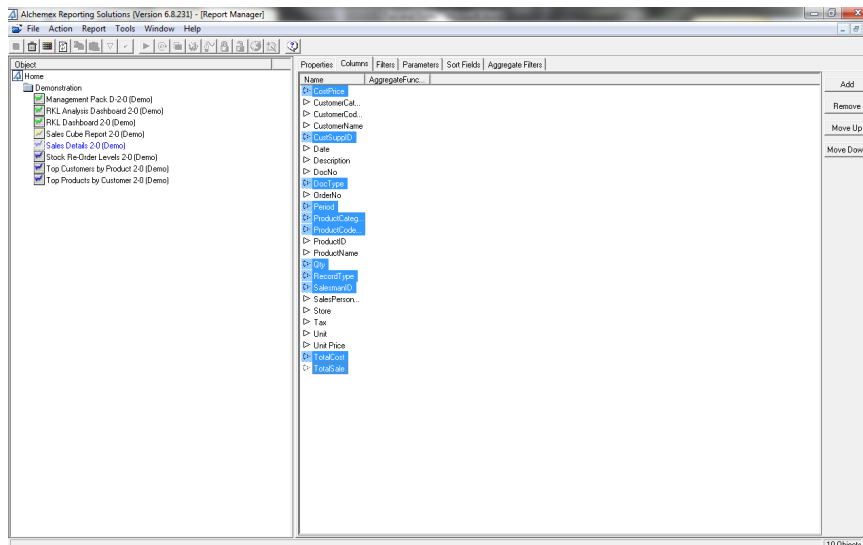 Alchemex Reporting Solutions {Version 6.8.231} - [Report Manager]
File Action Report Tools Window Help
Object
Home
Demonstration
Management Pack D-2-0 (Demo)
RKL Analysis Dashboard 2-0 (Demo)
RKL Dashboard 2-0 (Demo)
Sales Cube Report 2-0 (Demo)
Sales Details 2-0 (Demo)
Stock Re-Order Levels 2-0 (Demo)
Top Customers by Product 2-0 (Demo)
Top Products by Customer 2-0 (Demo)
Properties Columns Filters Parameters Sort Fields Aggregate Filters
Name AggregateFunc...
CostPrice
CustomerCat...
CustomerCod...
CustomerName
CustSuppID
Date
Description
DocNo
DocType
OrderNo
Period
ProductCateg...
ProductCode...
ProductID
ProductName
Qty
RecordType
SalesmanID
SalesPerson...
Store
Tax
Unit
Unit Price
TotalCost
TotalSale
Add
Remove
Move Up
Move Dow
10 Objects